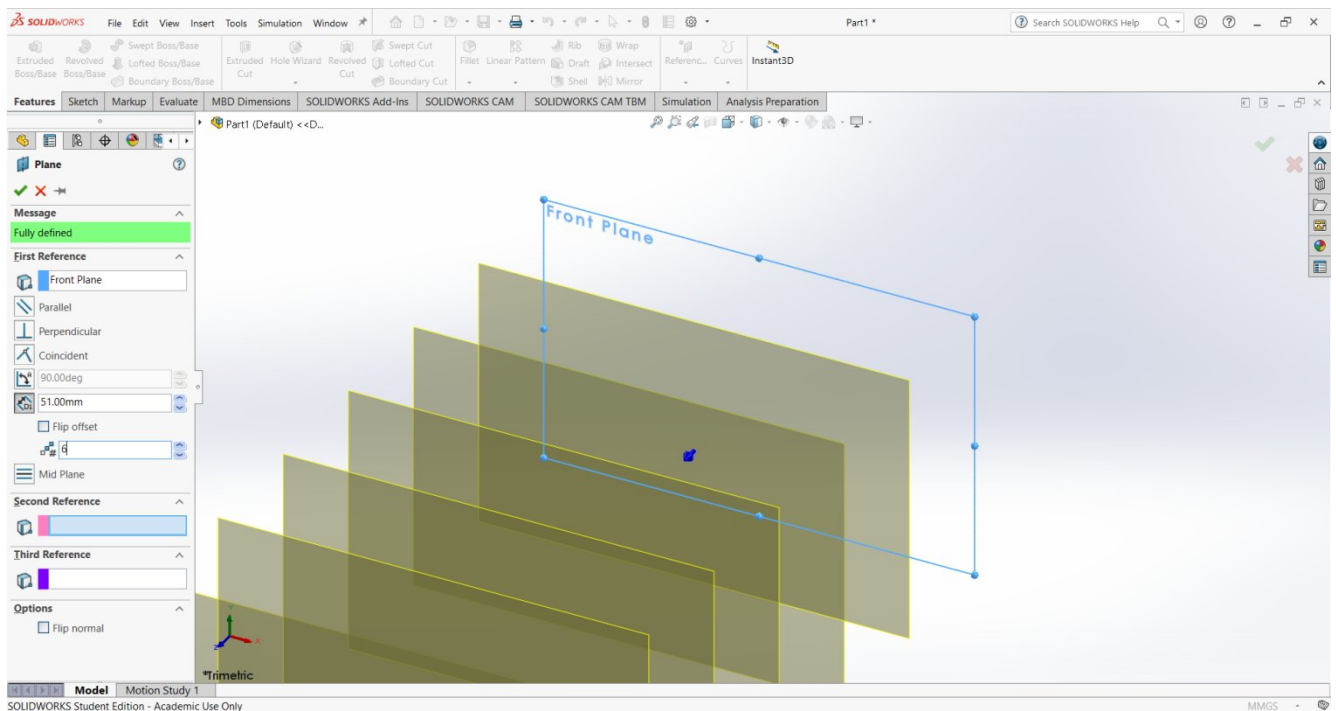 SOLIDWORKS File Edit View Insert Tools Simulation Window Part1 * Search SOLIDWORKS Help
Extruded Boss/Base Revolved Boss/Base Swept Boss/Base Extruded Cut Hole Wizard Revolved Cut Swept Cut Fillet Linear Pattern Rib Wrap Referenc... Curves Instant3D
Lofted Boss/Base Lofted Cut Draft Intersect
Boundary Boss/Base Boundary Cut Shell Mirror
Features Sketch Markup Evaluate MBD Dimensions SOLIDWORKS Add-Ins SOLIDWORKS CAM SOLIDWORKS CAM TBM Simulation Analysis Preparation
Part1 (Default) <<D...
Plane
Message
Fully defined
First Reference
Front Plane
Parallel
Perpendicular
Coincident
90.00deg
51.00mm
Flip offset
6
Mid Plane
Second Reference
Third Reference
Options
Flip normal
Front Plane
Y
X
Z
*Trimetric
Model Motion Study 1
SOLIDWORKS Student Edition - Academic Use Only MMGS